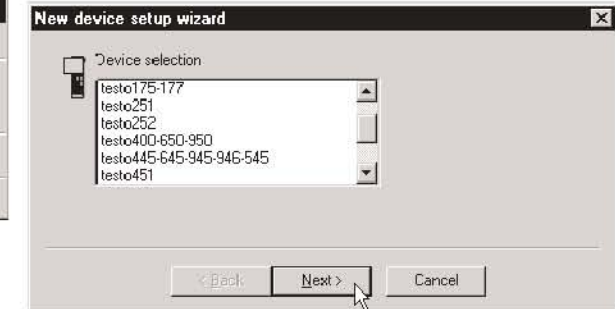 New device setup wizard
Device selection
testo175-177
testo251
testo252
testo400-650-950
testo445-645-945-946-545
testo451
< Back
Next >
Cancel